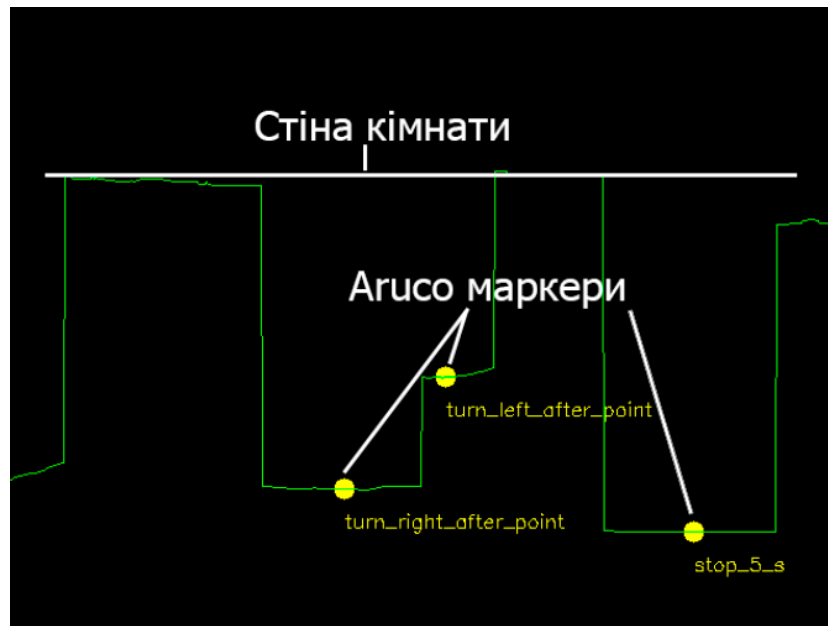 Стіна кімнати
Aruco маркери
turn_left_after_point
turn_right_after_point
stop_5_s